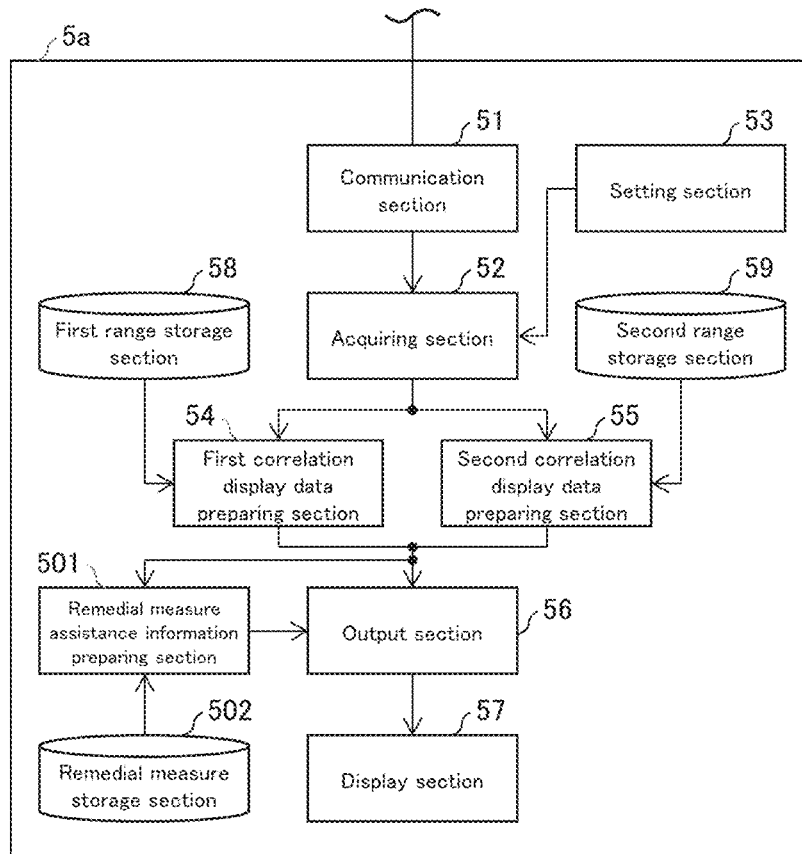 5a
51
Communication
section
53
Setting section
58
First range storage
section
52
Acquiring section
59
Second range
storage section
54
First correlation
display data
preparing section
55
Second correlation
display data
preparing section
501
Remedial measure
assistance information
preparing section
Output section
56
502
Remedial measure
storage section
57
Display section